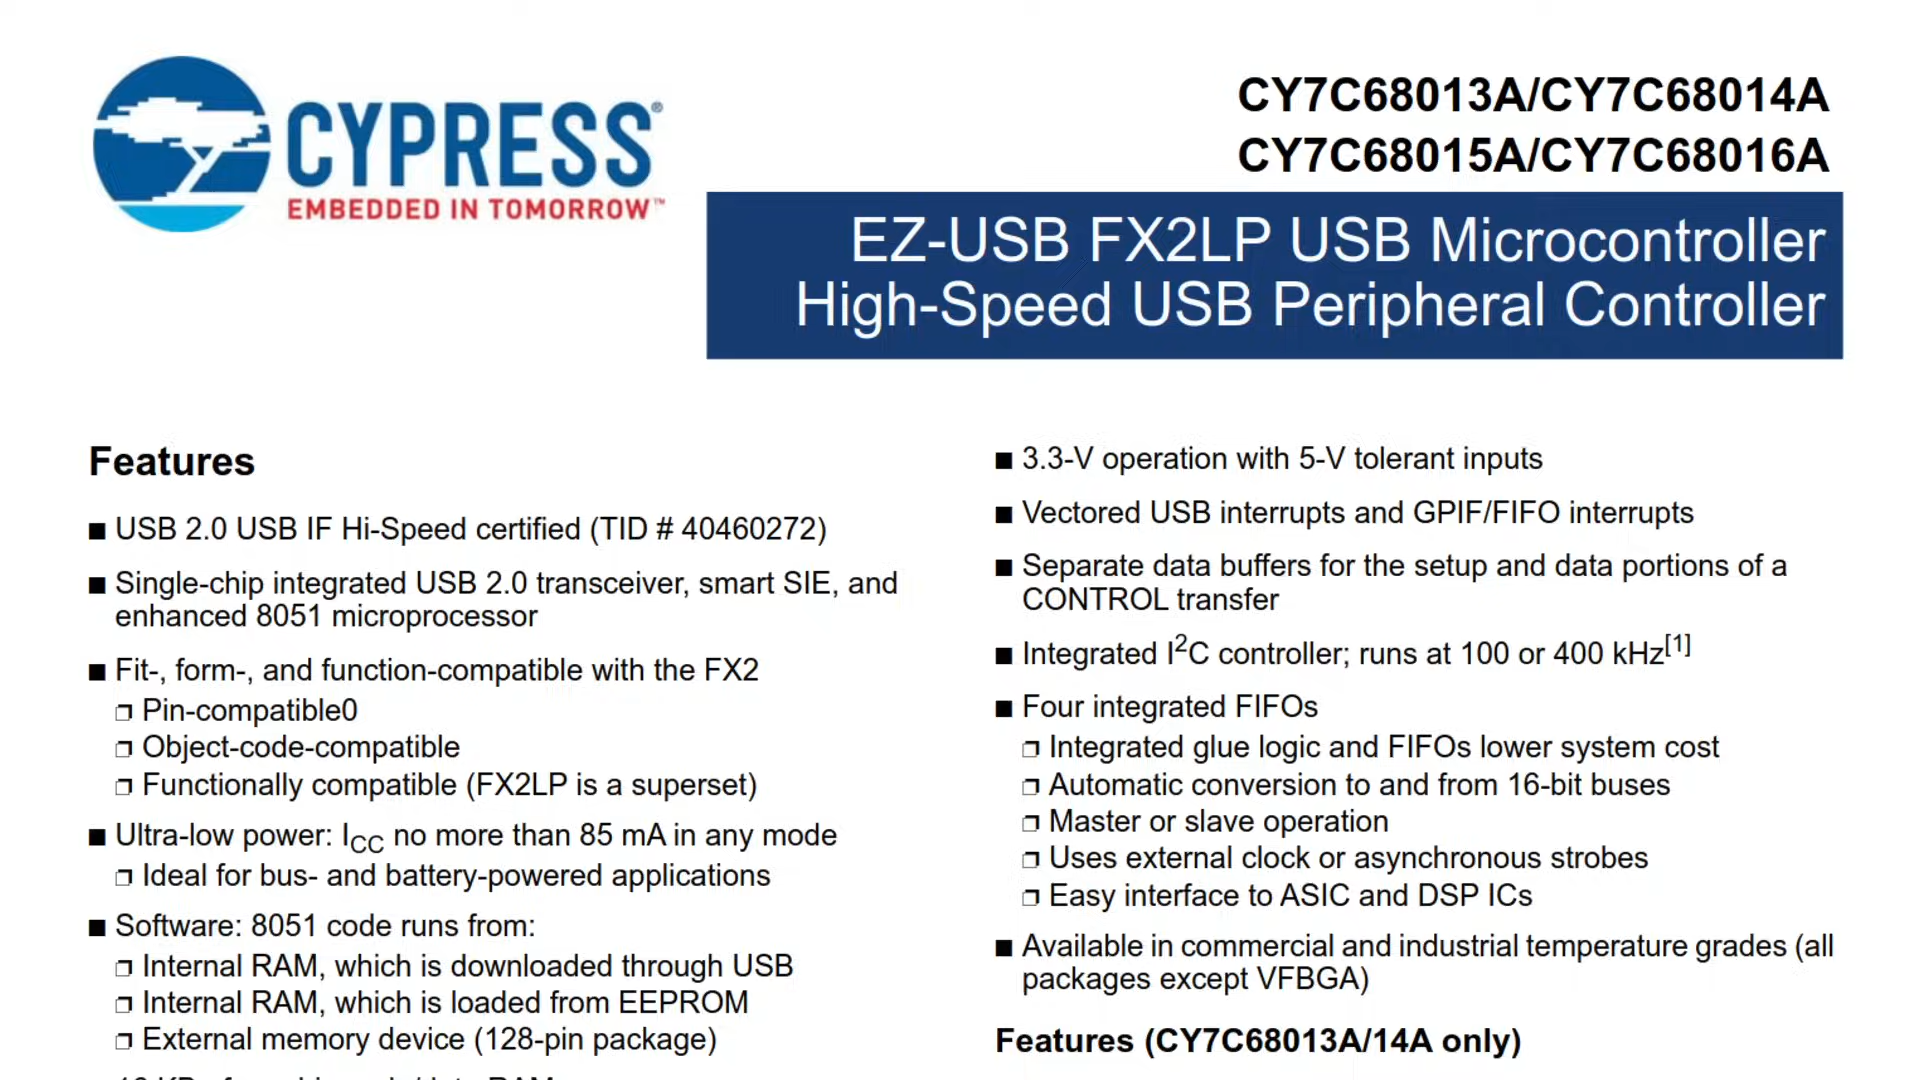 CYPRESS®
EMBEDDED IN TOMORROW™
CY7C68013A/CY7C68014A
CY7C68015A/CY7C68016A
EZ-USB FX2LP USB Microcontroller
High-Speed USB Peripheral Controller
Features
■ USB 2.0 USB IF Hi-Speed certified (TID # 40460272)
■ Single-chip integrated USB 2.0 transceiver, smart SIE, and
enhanced 8051 microprocessor
■ Fit-, form-, and function-compatible with the FX2
❐ Pin-compatible0
❐ Object-code-compatible
❐ Functionally compatible (FX2LP is a superset)
■ Ultra-low power: ICC no more than 85 mA in any mode
❐ Ideal for bus- and battery-powered applications
■ Software: 8051 code runs from:
❐ Internal RAM, which is downloaded through USB
❐ Internal RAM, which is loaded from EEPROM
❐ External memory device (128-pin package)
■ 3.3-V operation with 5-V tolerant inputs
■ Vectored USB interrupts and GPIF/FIFO interrupts
■ Separate data buffers for the setup and data portions of a
CONTROL transfer
■ Integrated I²C controller; runs at 100 or 400 kHz[1]
■ Four integrated FIFOs
❐ Integrated glue logic and FIFOs lower system cost
❐ Automatic conversion to and from 16-bit buses
❐ Master or slave operation
❐ Uses external clock or asynchronous strobes
❐ Easy interface to ASIC and DSP ICs
■ Available in commercial and industrial temperature grades (all
packages except VFBGA)
Features (CY7C68013A/14A only)